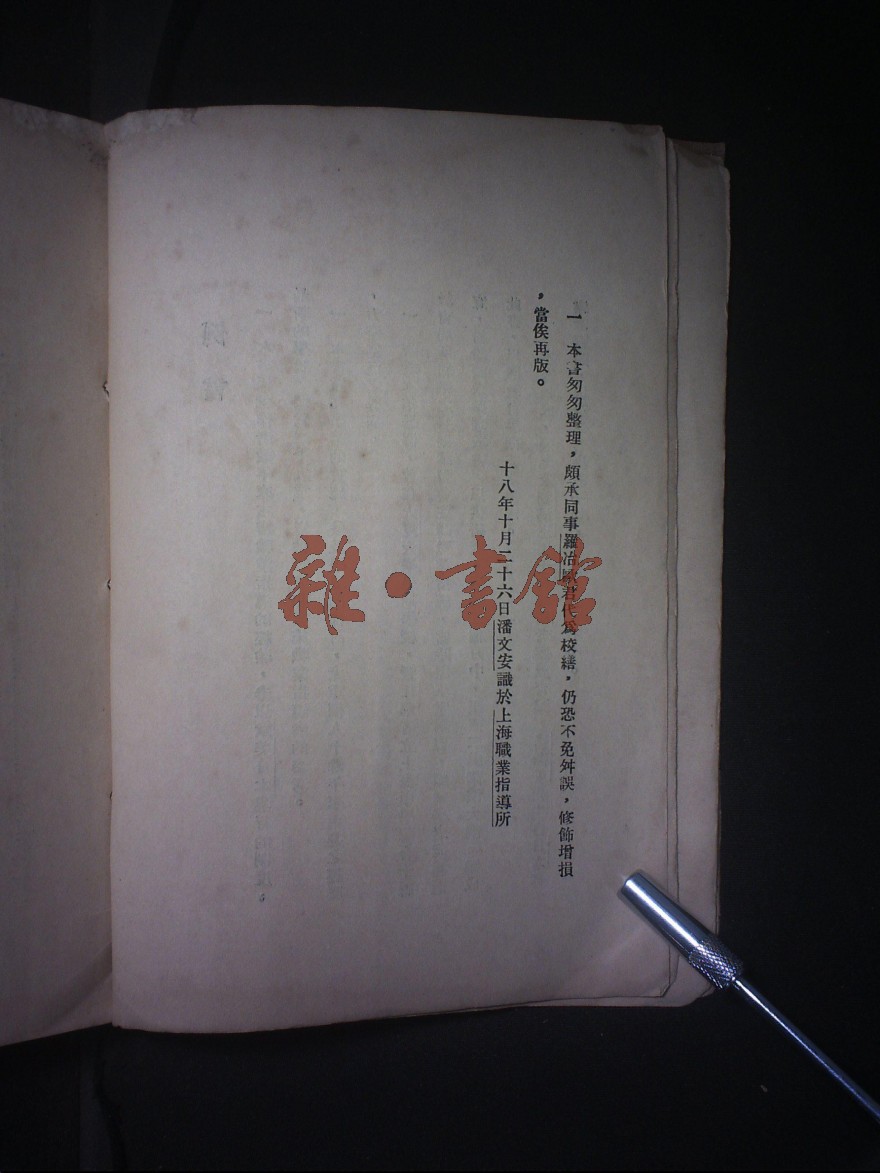 一　本書匆匆整理，頗承同事羅冶　君代爲校繕，仍恐不免舛誤，修飾增損
，當俟再版。
十八年十月二十六日潘文安識於上海職業指導所
雜·書館